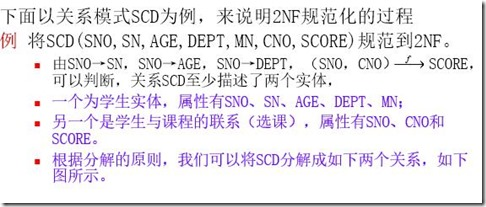 下面以关系模式SCD为例，来说明2NF规范化的过程
例 将SCD(SNO,SN,AGE,DEPT,MN,CNO,SCORE)规范到2NF。
由SNO→SN，SNO→AGE，SNO→DEPT，（SNO，CNO）f→SCORE，
可以判断，关系SCD至少描述了两个实体，
一个为学生实体，属性有SNO、SN、AGE、DEPT、MN；
另一个是学生与课程的联系（选课），属性有SNO、CNO和
SCORE。
根据分解的原则，我们可以将SCD分解成如下两个关系，如下
图所示。